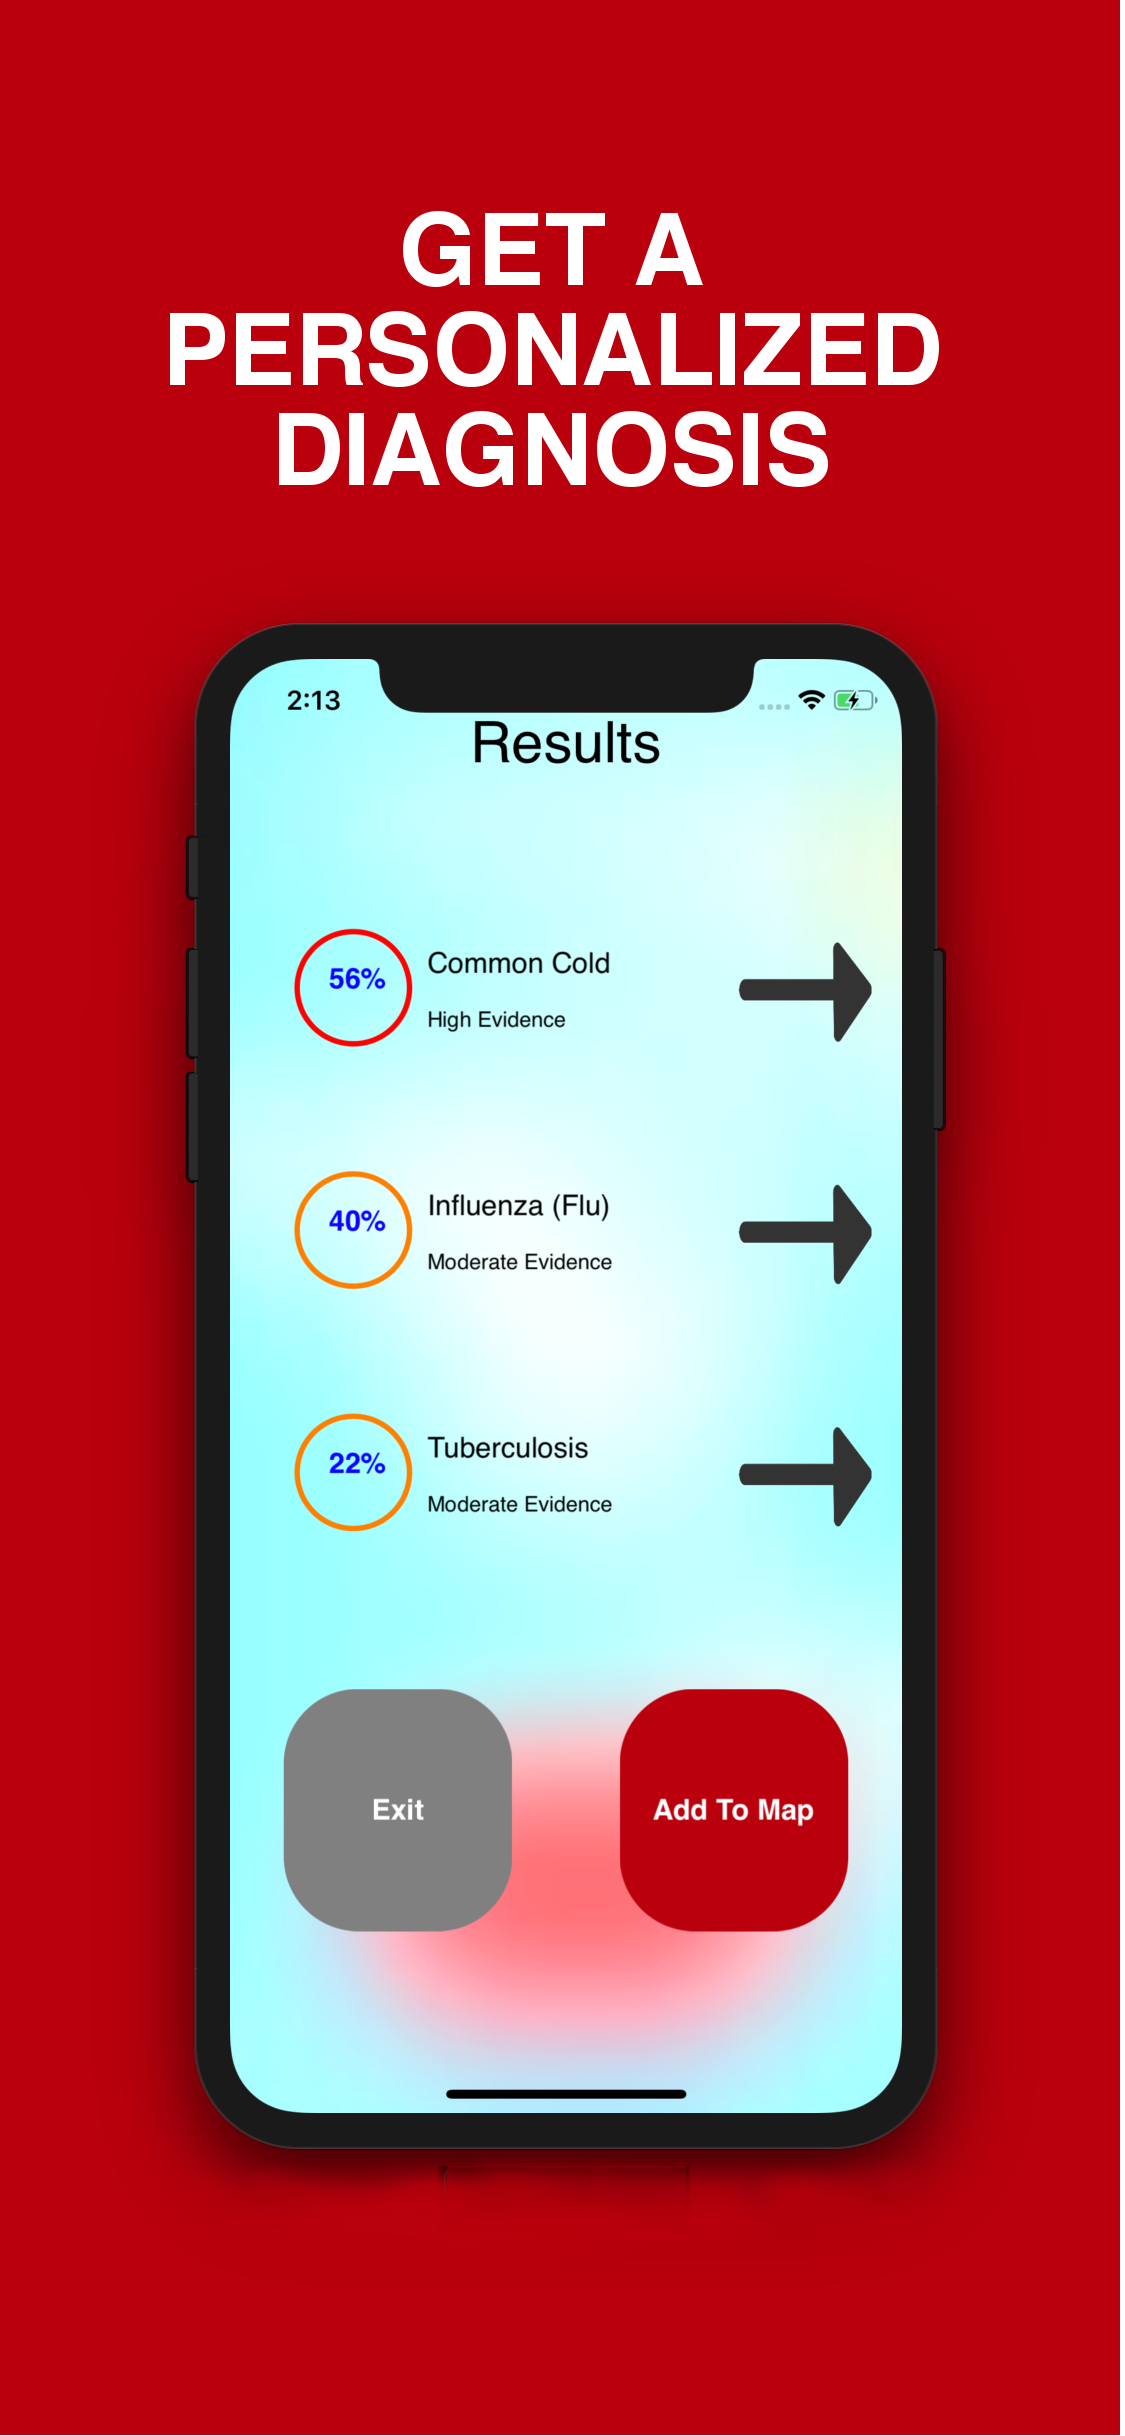 GET A
PERSONALIZED
DIAGNOSIS
2:13
Results
56%
Common Cold
High Evidence
40%
Influenza (Flu)
Moderate Evidence
22%
Tuberculosis
Moderate Evidence
Exit
Add To Map